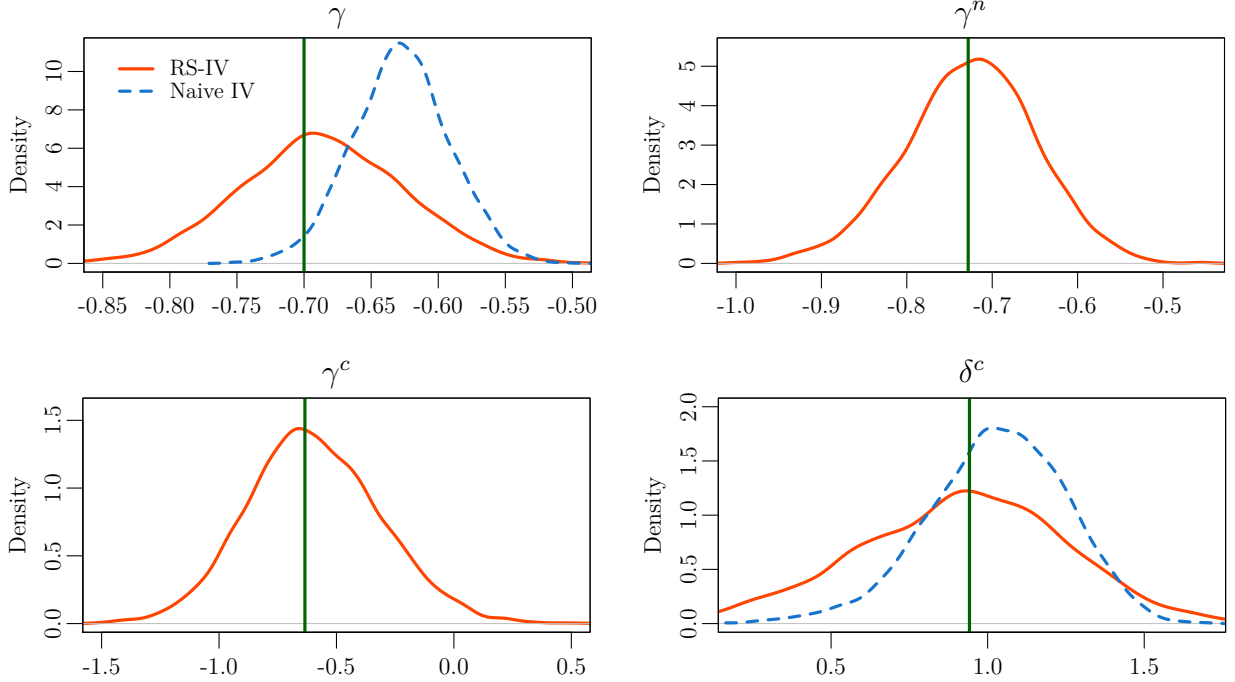 γ
RS-IV
Naive IV
Density
0 2 4 6 8 10
-0.85 -0.80 -0.75 -0.70 -0.65 -0.60 -0.55 -0.50
γⁿ
Density
0 1 2 3 4 5
-1.0 -0.9 -0.8 -0.7 -0.6 -0.5
γᶜ
Density
0.0 0.5 1.0 1.5
-1.5 -1.0 -0.5 0.0 0.5
δᶜ
Density
0.0 0.5 1.0 1.5 2.0
0.5 1.0 1.5